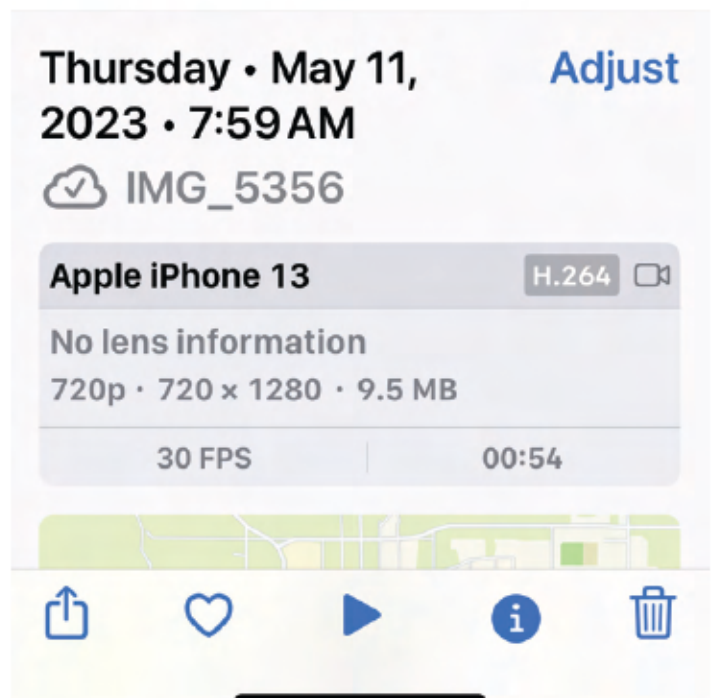 Thursday • May 11, Adjust
2023 • 7:59 AM
IMG_5356
Apple iPhone 13 H.264
No lens information
720p · 720 × 1280 · 9.5 MB
30 FPS 00:54